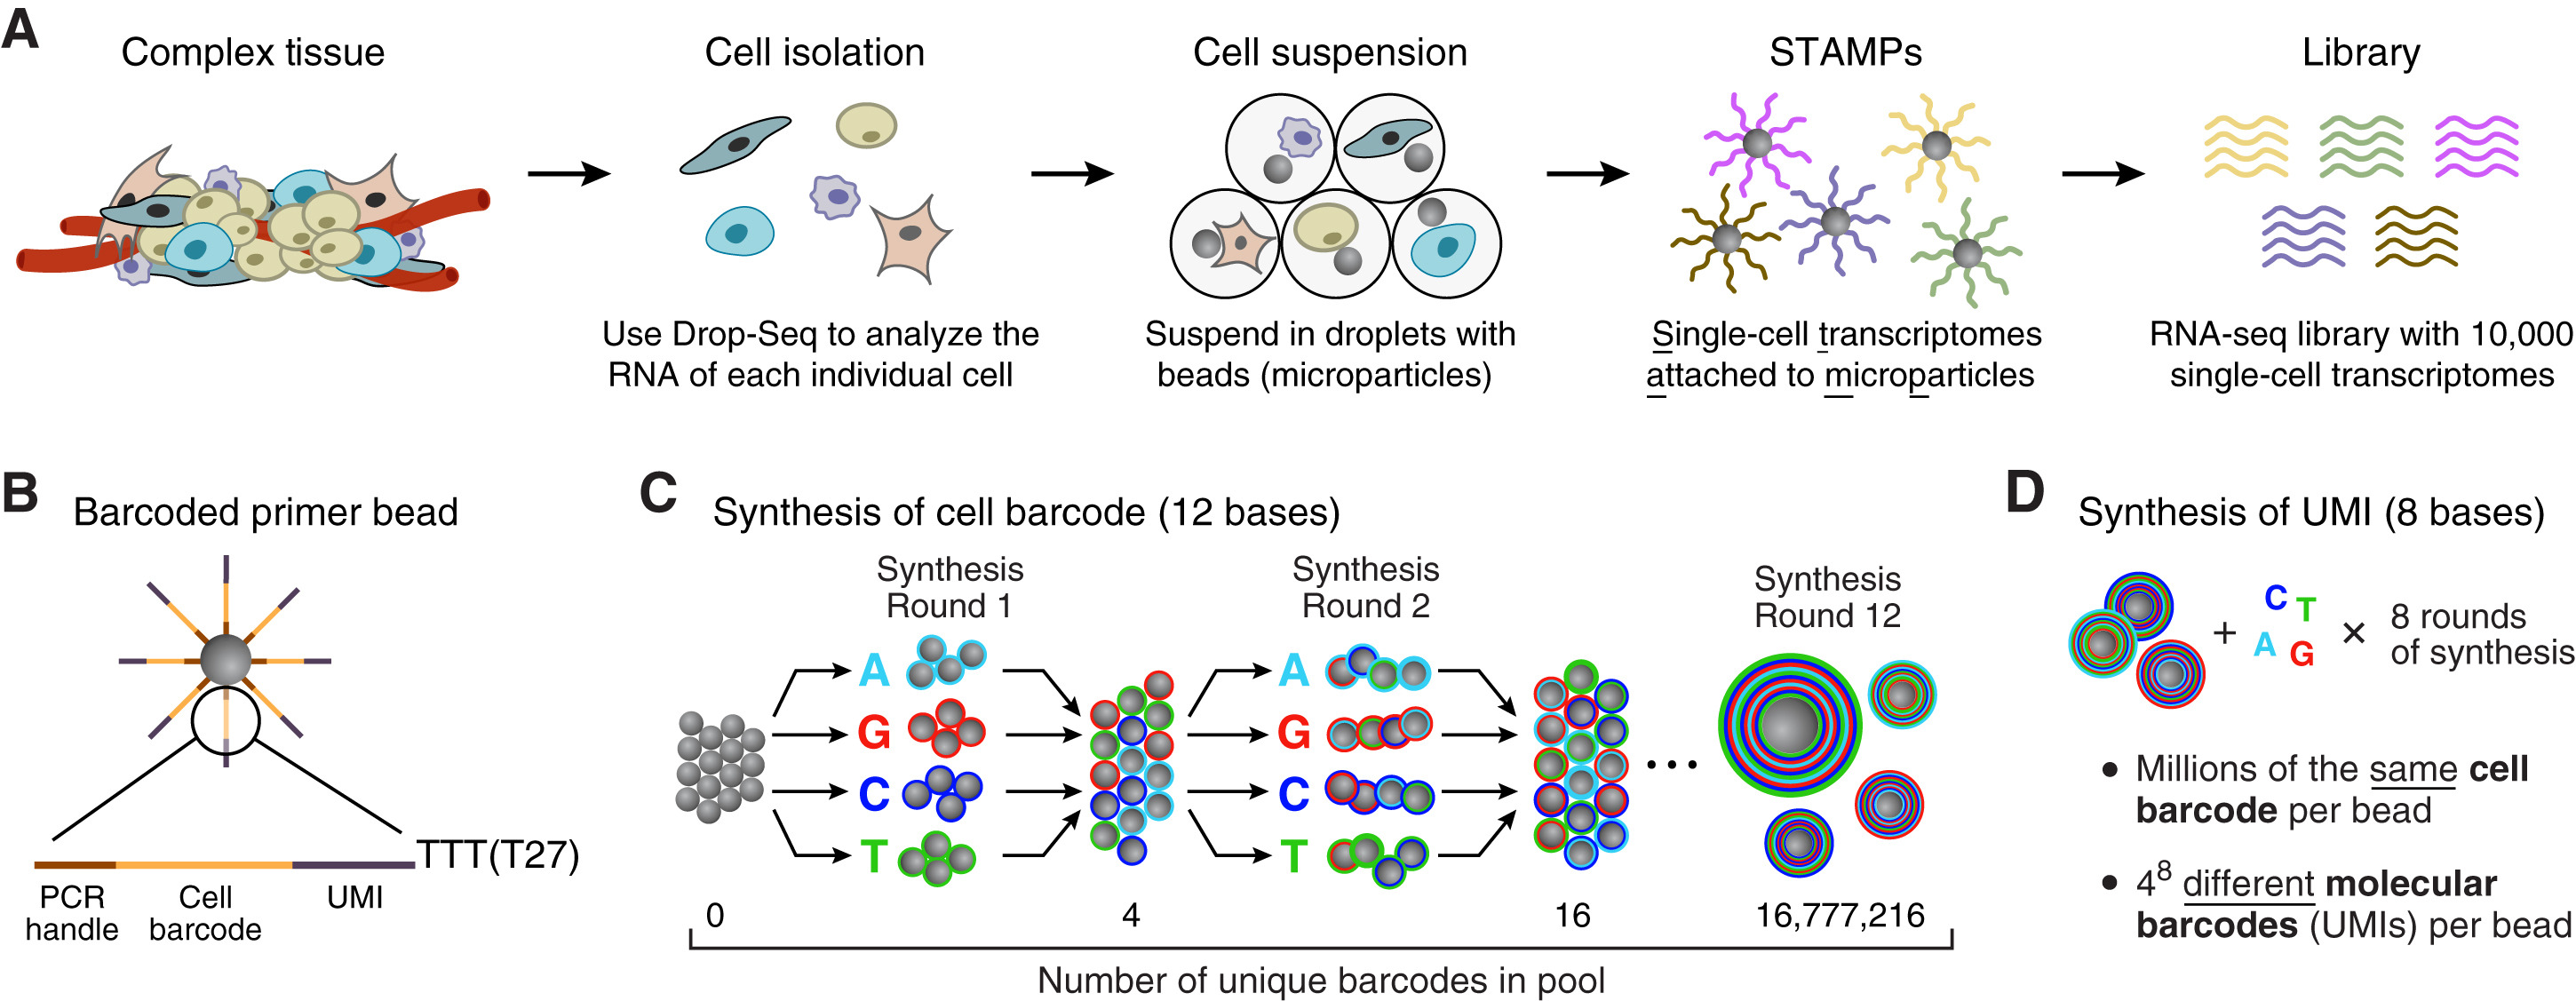 A
Complex tissue
Cell isolation
Cell suspension
STAMPs
Library
Use Drop-Seq to analyze the
RNA of each individual cell
Suspend in droplets with
beads (microparticles)
Single-cell transcriptomes
attached to microparticles
RNA-seq library with 10,000
single-cell transcriptomes
B
Barcoded primer bead
TTT(T27)
PCR
handle
Cell
barcode
UMI
C
Synthesis of cell barcode (12 bases)
Synthesis
Round 1
Synthesis
Round 2
Synthesis
Round 12
A
G
C
T
A
G
C
T
...
0
4
16
16,777,216
Number of unique barcodes in pool
D
Synthesis of UMI (8 bases)
+
C T
A G
×
8 rounds
of synthesis
• Millions of the same cell
barcode per bead
• 4⁸ different molecular
barcodes (UMIs) per bead